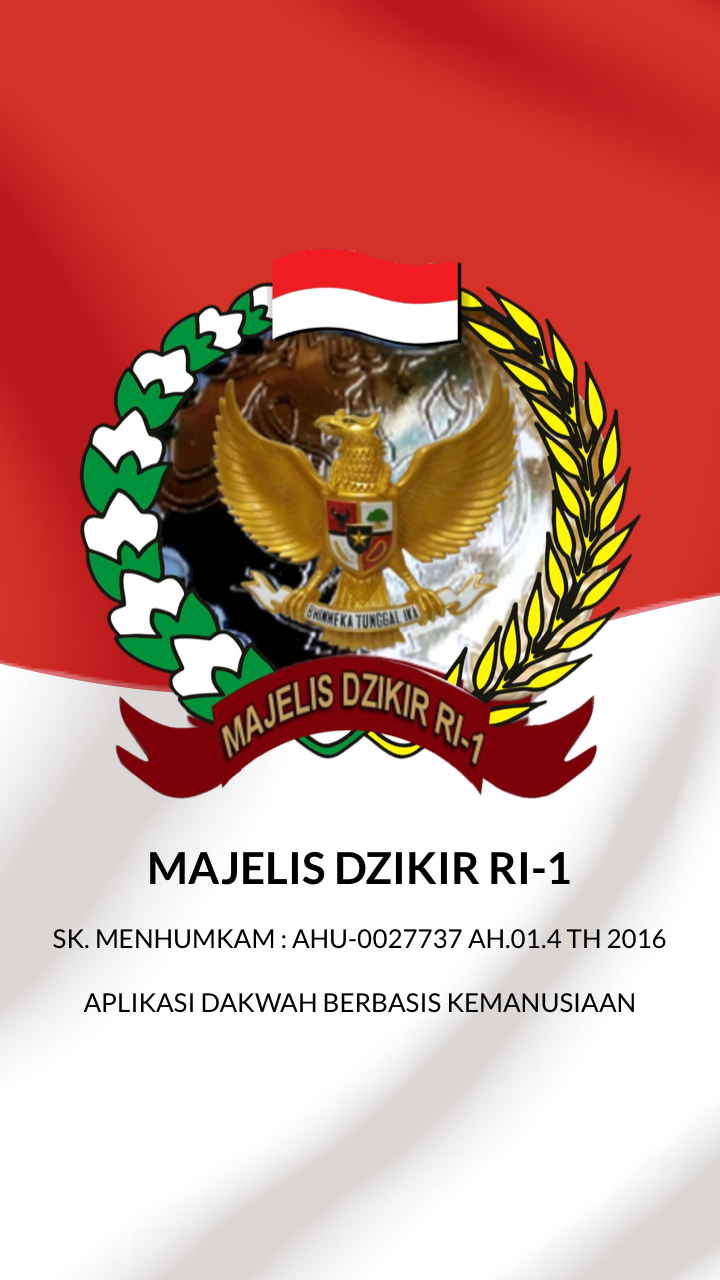 BHINNEKA TUNGGAL IKA
MAJELIS DZIKIR RI-1
MAJELIS DZIKIR RI-1
SK. MENHUMKAM : AHU-0027737 AH.01.4 TH 2016
APLIKASI DAKWAH BERBASIS KEMANUSIAAN